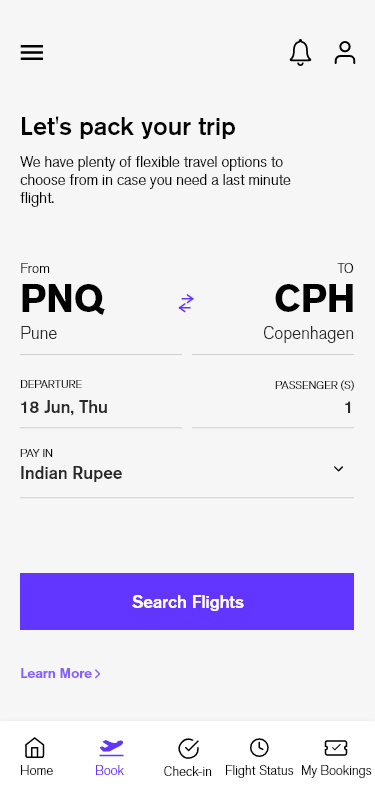 Let's pack your trip
We have plenty of flexible travel options to
choose from in case you need a last minute
flight.
From
TO
PNQ
CPH
Pune
Copenhagen
DEPARTURE
PASSENGER (S)
18 Jun, Thu
1
PAY IN
Indian Rupee
Search Flights
Learn More
Home
Book
Check-in
Flight Status
My Bookings